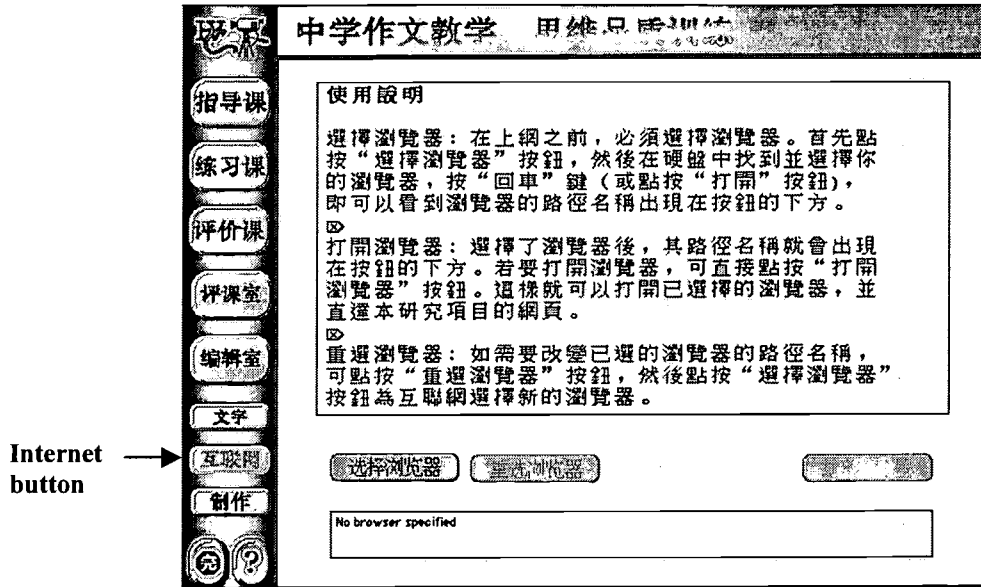 中学作文教学 思维品质训练
指导课
练习课
评价课
评课室
编辑室
文字
互联网
制作
完
?
Internet
button
使用說明
選擇瀏覽器：在上網之前，必須選擇瀏覽器。首先點
按“選擇瀏覽器”按鈕，然後在硬盤中找到並選擇你
的瀏覽器，按“回車”鍵（或點按“打開”按鈕），
即可以看到瀏覽器的路徑名稱出現在按鈕的下方。
打開瀏覽器：選擇了瀏覽器後，其路徑名稱就會出現
在按鈕的下方。若要打開瀏覽器，可直接點按“打開
瀏覽器”按鈕。這樣就可以打開已選擇的瀏覽器，並
直達本研究項目的網頁。
重選瀏覽器：如需要改變已選的瀏覽器的路徑名稱，
可點按“重選瀏覽器”按鈕，然後點按“選擇瀏覽器”
按鈕為互聯網選擇新的瀏覽器。
选择浏览器
重选浏览器
No browser specified